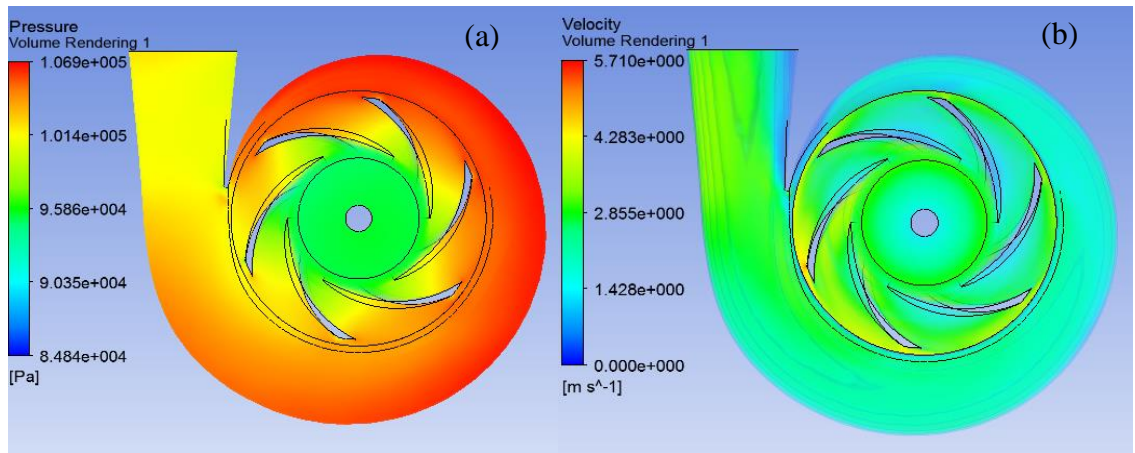 Pressure
Volume Rendering 1
(a)
1.069e+005
1.014e+005
9.586e+004
9.035e+004
8.484e+004
[Pa]
Velocity
Volume Rendering 1
(b)
5.710e+000
4.283e+000
2.855e+000
1.428e+000
0.000e+000
[m s^-1]